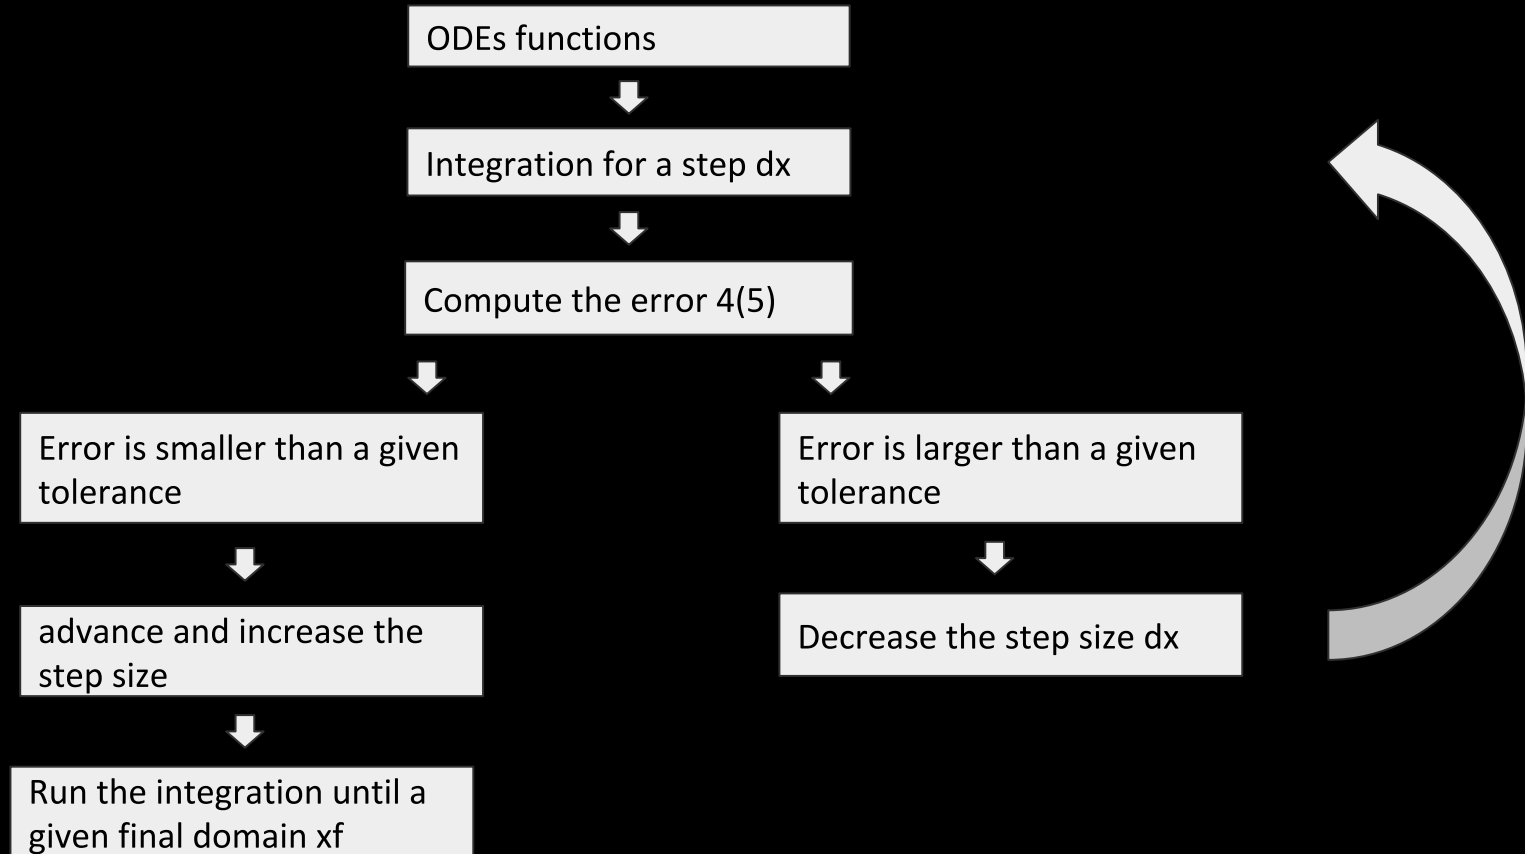 ODEs functions
Integration for a step dx
Compute the error 4(5)
Error is smaller than a given
tolerance
Error is larger than a given
tolerance
advance and increase the
step size
Decrease the step size dx
Run the integration until a
given final domain xf